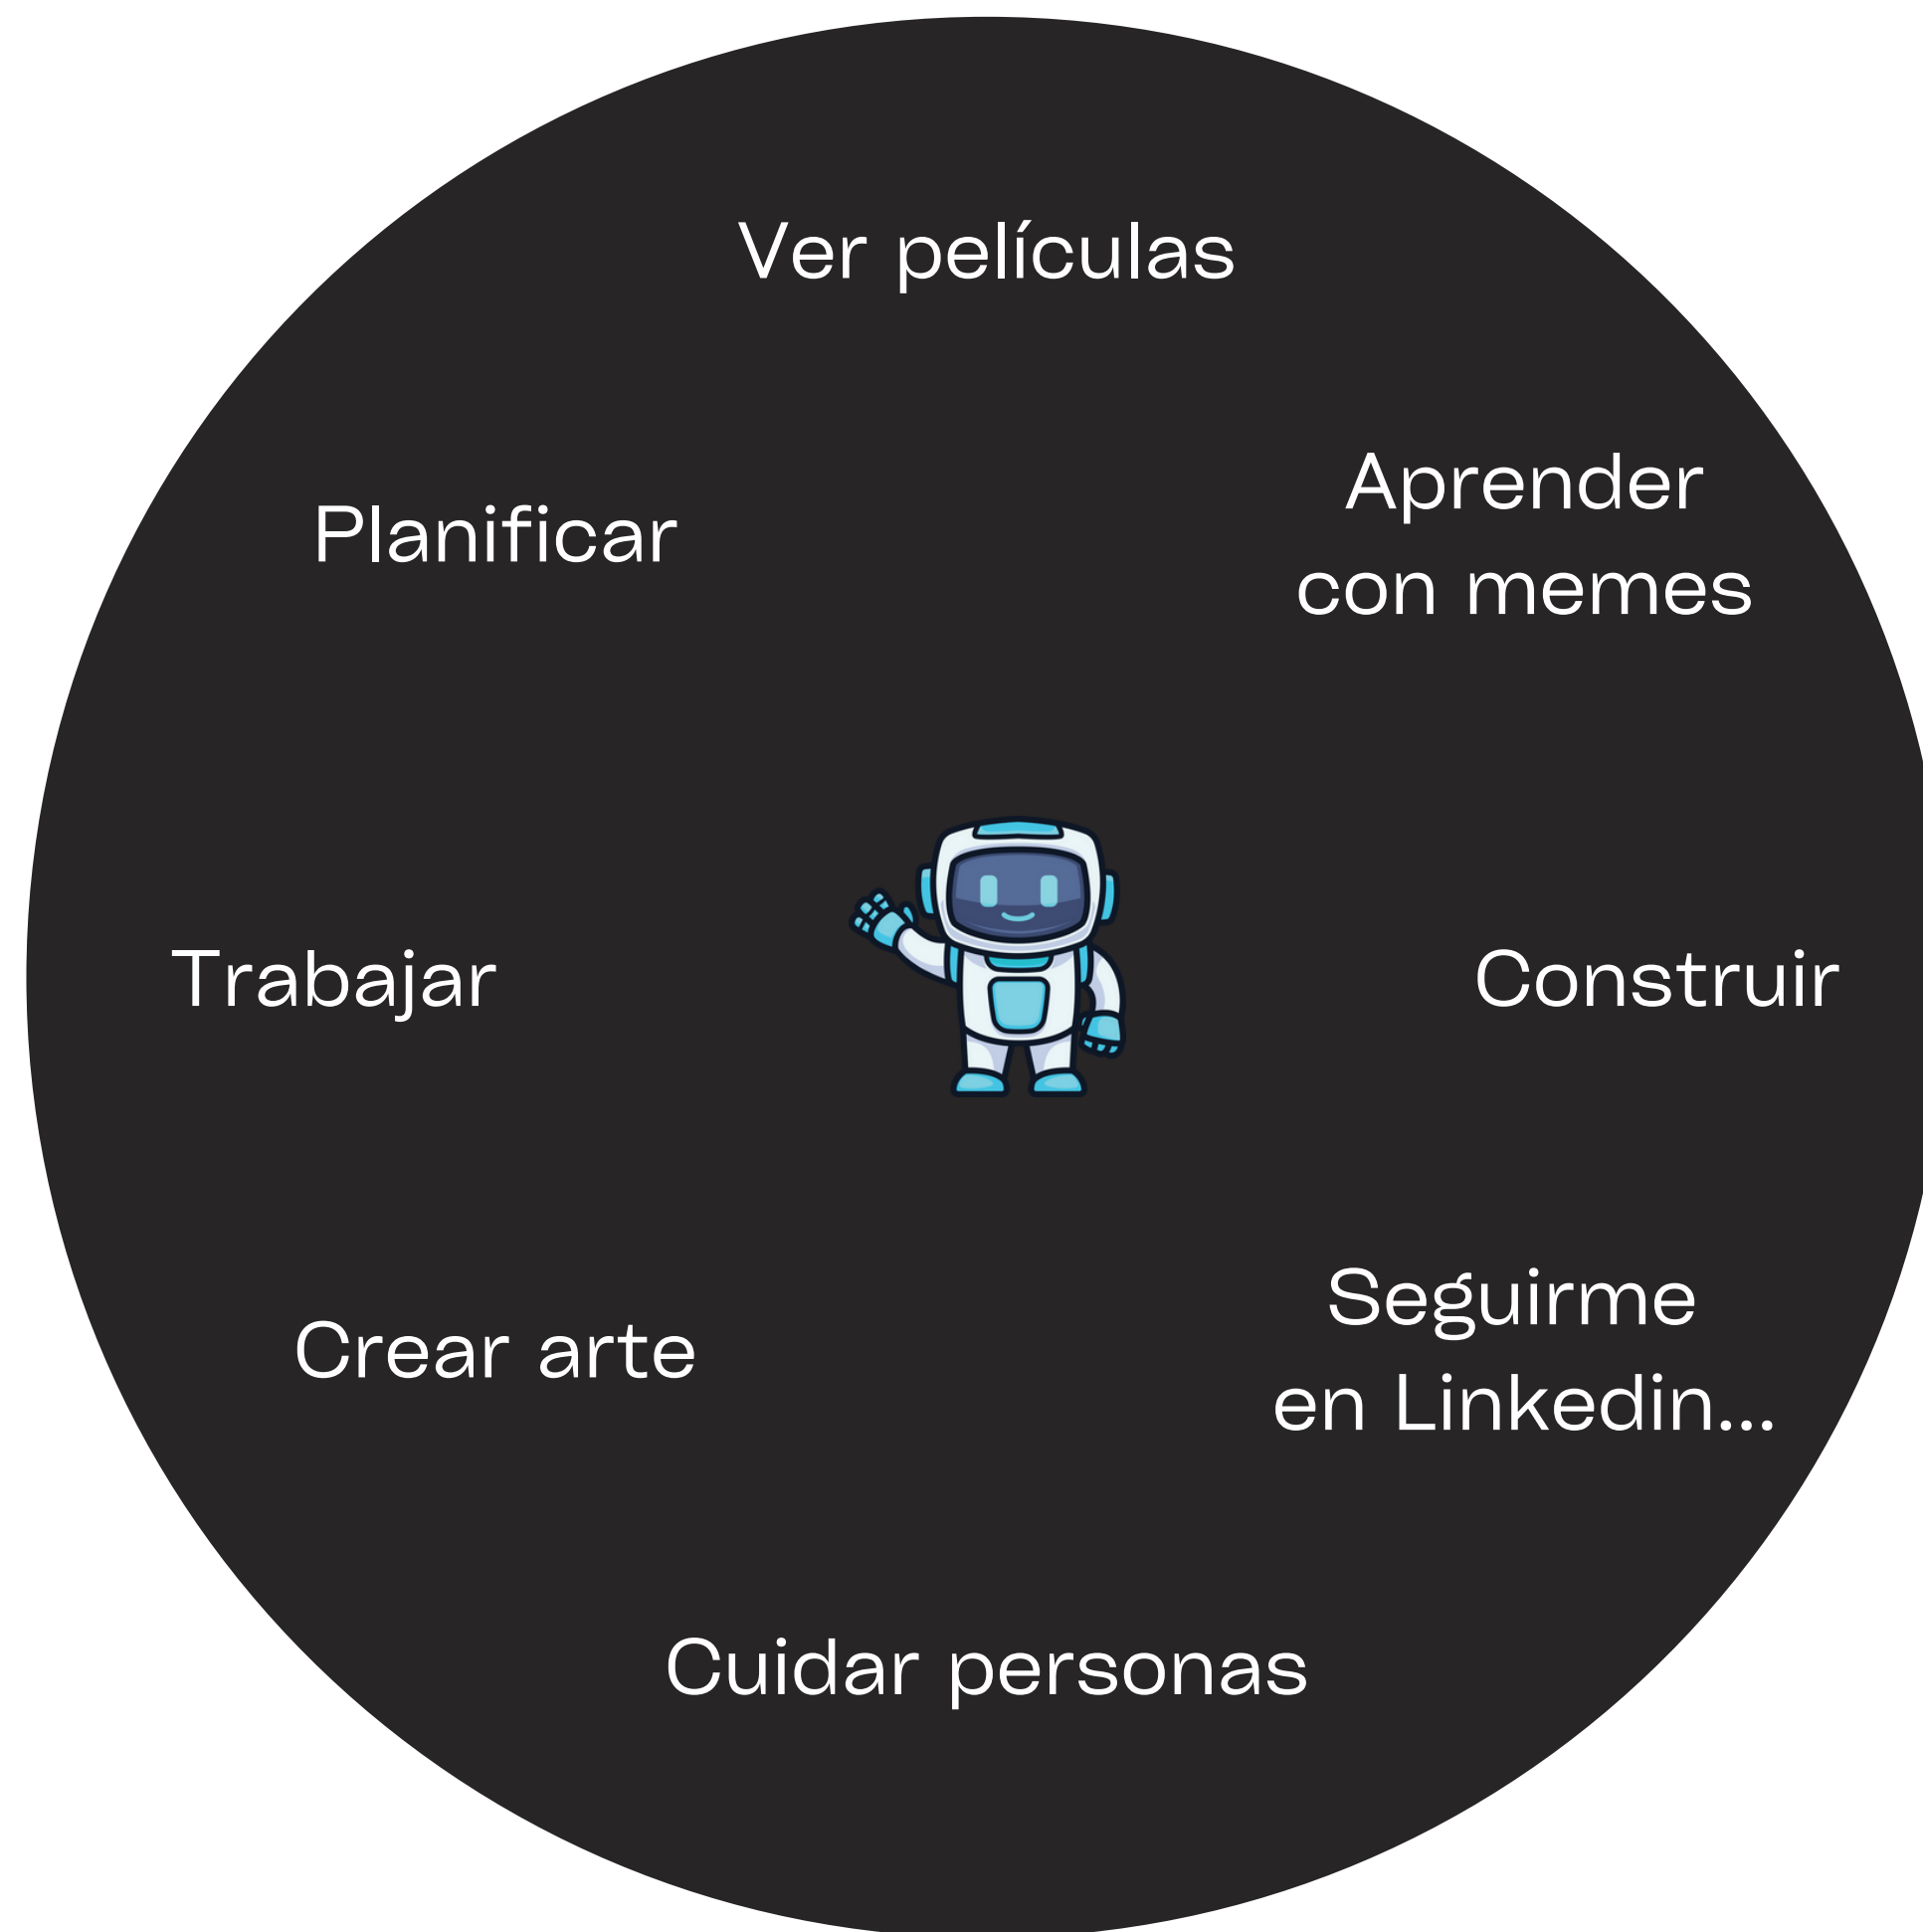 Ver películas
Planificar
Aprender
con memes
Trabajar
Construir
Crear arte
Seguirme
en Linkedin...
Cuidar personas